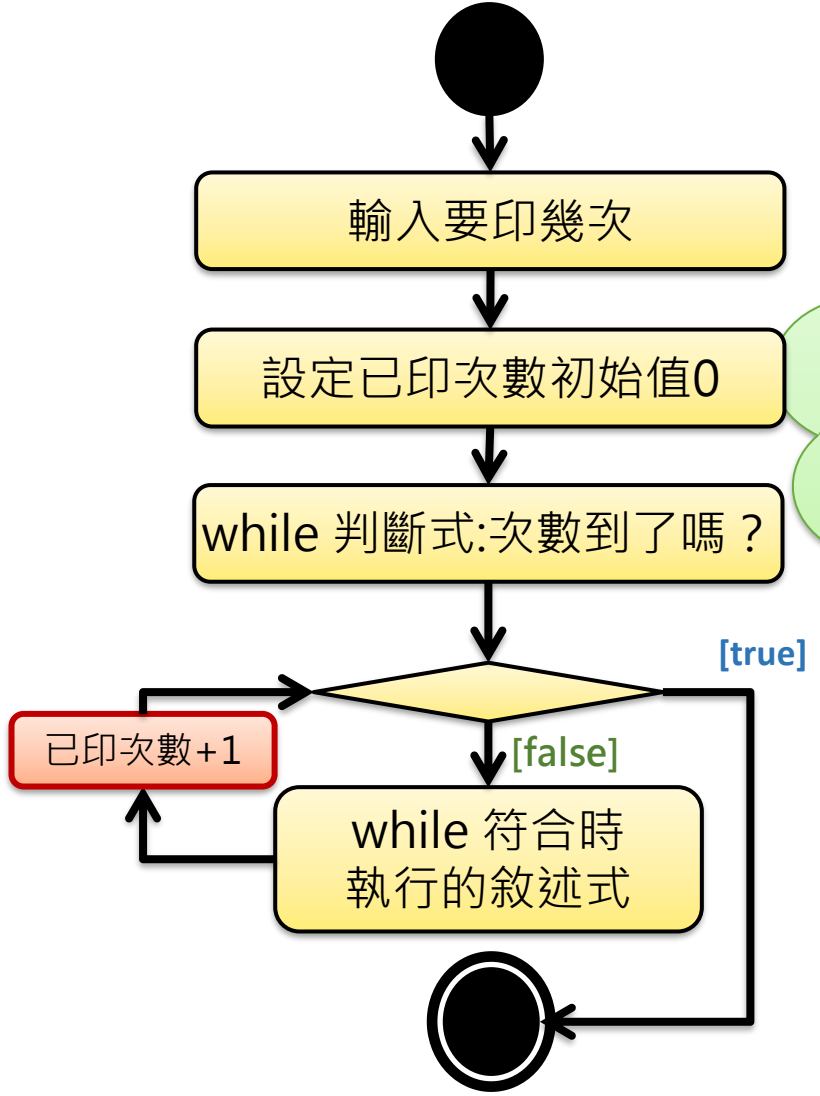 輸入要印幾次
設定已印次數初始值0
while 判斷式:次數到了嗎？
[true]
已印次數+1
[false]
while 符合時
執行的敘述式